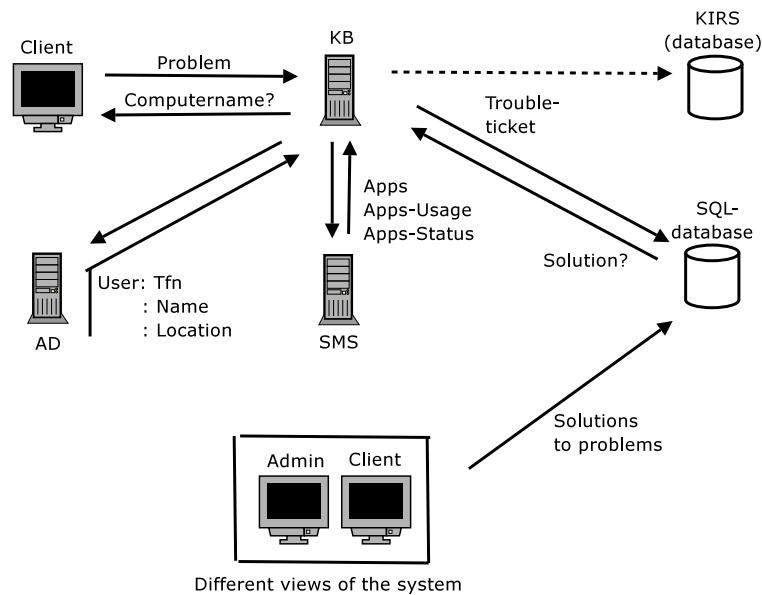 Client
Problem
Computername?
KB
KIRS
(database)
Trouble-
ticket
Apps
Apps-Usage
Apps-Status
SQL-
database
Solution?
User: Tfn
: Name
: Location
AD
SMS
Solutions
to problems
Admin
Client
Different views of the system